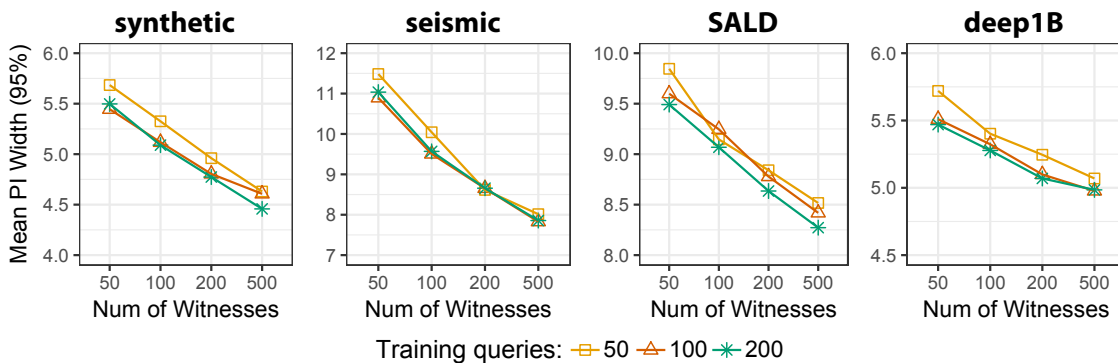 synthetic
seismic
SALD
deep1B
Mean PI Width (95%)
6.0
5.5
5.0
4.5
4.0
50 100 200 500
Num of Witnesses
12
11
10
9
8
7
50 100 200 500
Num of Witnesses
10.0
9.5
9.0
8.5
8.0
50 100 200 500
Num of Witnesses
6.0
5.5
5.0
4.5
50 100 200 500
Num of Witnesses
Training queries: 50 100 200